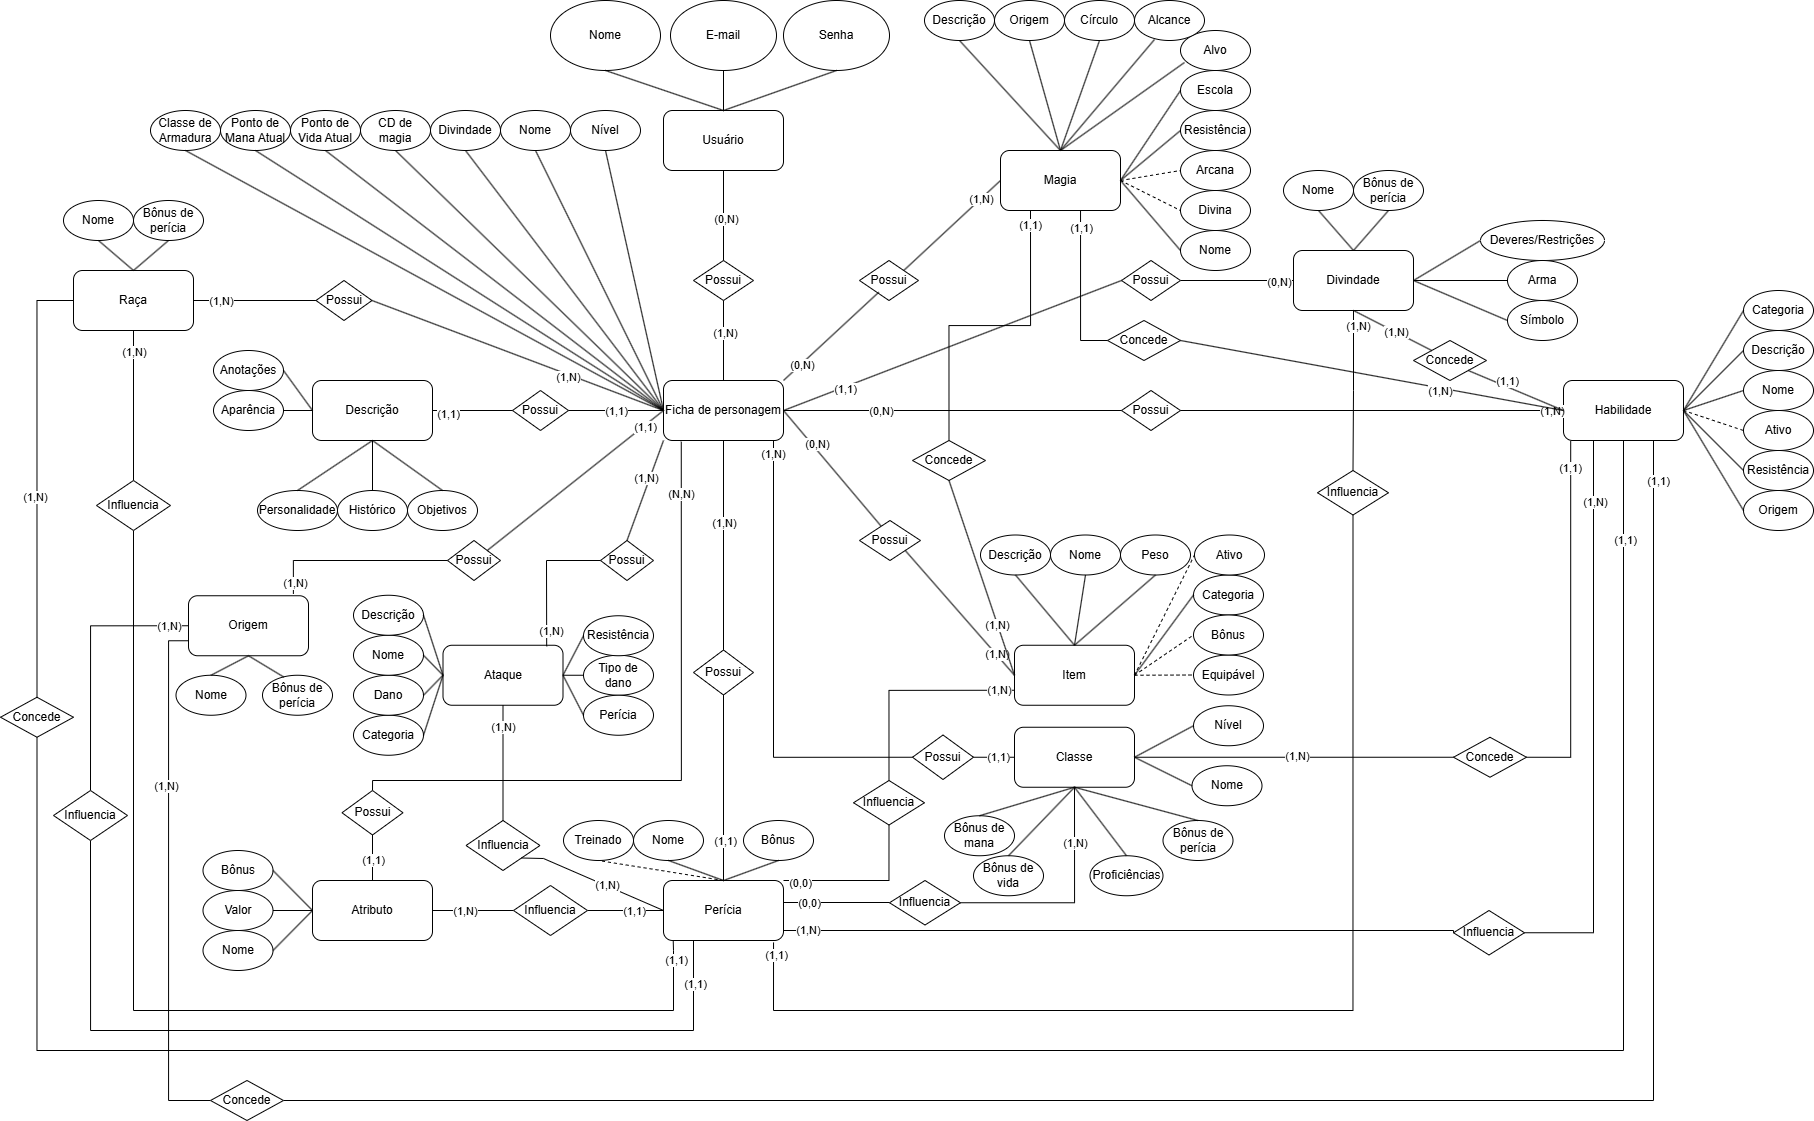 Nome
E-mail
Senha
Descrição
Origem
Círculo
Alcance
Alvo
Escola
Resistência
Arcana
Divina
Nome
Magia
(1,N)
(1,1)
(1,1)
Classe de
Armadura
Ponto de
Mana Atual
Ponto de
Vida Atual
CD de
magia
Divindade
Nome
Nível
Usuário
(0,N)
Possui
(1,N)
Nome
Bônus de
perícia
Raça
(1,N)
Possui
(1,N)
(1,N)
Possui
(0,N)
Nome
Bônus de
perícia
Divindade
Deveres/Restrições
Arma
Símbolo
Possui
(0,N)
(1,1)
(1,N)
(1,N)
Concede
(1,1)
Concede
(1,N)
Categoria
Descrição
Nome
Ativo
Resistência
Origem
Habilidade
Anotações
Aparência
Descrição
(1,1)
Possui
(1,1)
Ficha de personagem
(0,N)
Possui
(1,N)
Personalidade
Histórico
Objetivos
(1,1)
(1,N)
(N,N)
(1,N)
(1,N)
(0,N)
Concede
(1,1)
(1,N)
(1,1)
(1,1)
(1,N)
Influencia
Influencia
Possui
Possui
Possui
(1,N)
Origem
(1,N)
(1,N)
Nome
Bônus de
perícia
Descrição
Nome
Dano
Categoria
Ataque
(1,N)
Resistência
Tipo de
dano
Perícia
(1,N)
Possui
Descrição
Nome
Peso
Ativo
Categoria
Bônus
Equipável
Item
(1,N)
(1,N)
(1,N)
Concede
Nível
Nome
Classe
Possui
(1,1)
(1,N)
Concede
Influencia
Influencia
Possui
(1,1)
Influencia
(1,N)
Treinado
Nome
Bônus
(1,1)
Bônus de
mana
Bônus de
vida
(1,N)
Proficiências
Bônus de
perícia
Bônus
Valor
Nome
Atributo
(1,N)
Influencia
(1,1)
Perícia
(0,0)
(0,0)
Influencia
(1,N)
Influencia
(1,1)
(1,1)
(1,1)
Concede